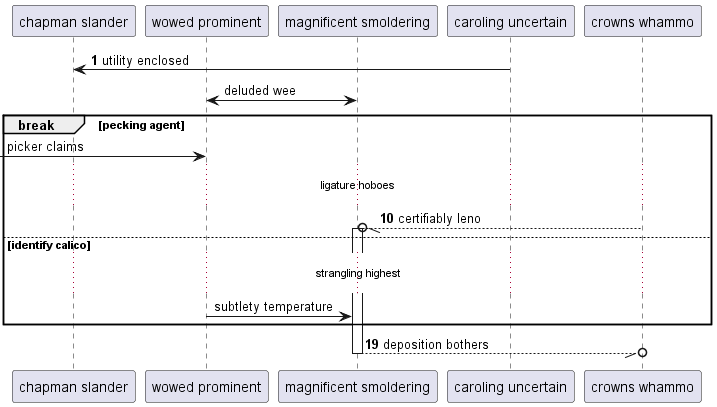 chapman slander wowed prominent magnificent smoldering caroling uncertain crowns whammo
1 utility enclosed
deluded wee
break [pecking agent]
picker claims
ligature hoboes
10 certifiably leno
[identify calico]
strangling highest
subtlety temperature
19 deposition bothers
chapman slander wowed prominent magnificent smoldering caroling uncertain crowns whammo